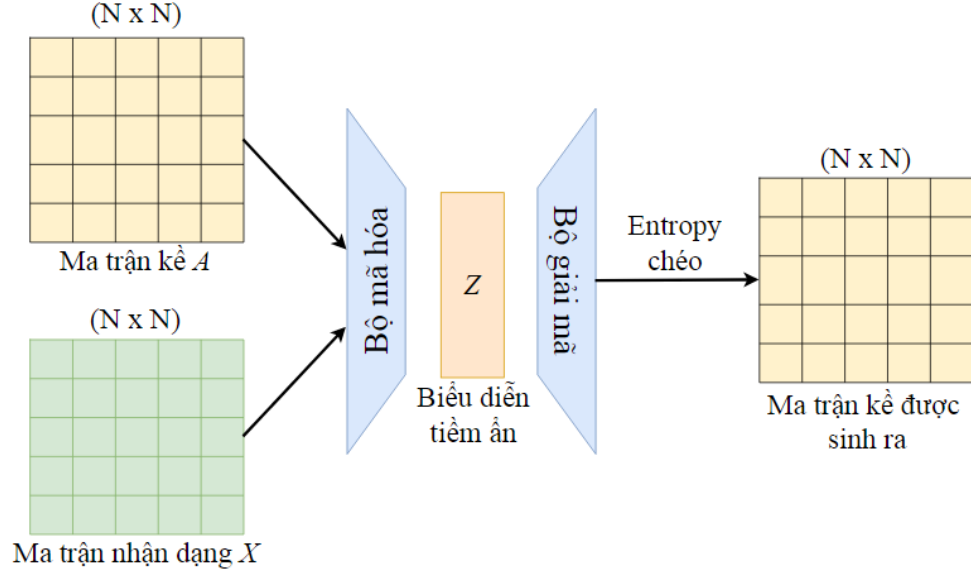 (N x N)
Ma trận kề A
(N x N)
Ma trận nhận dạng X
Bộ mã hóa
Z
Biểu diễn
tiềm ẩn
Bộ giải mã
Entropy
chéo
(N x N)
Ma trận kề được
sinh ra